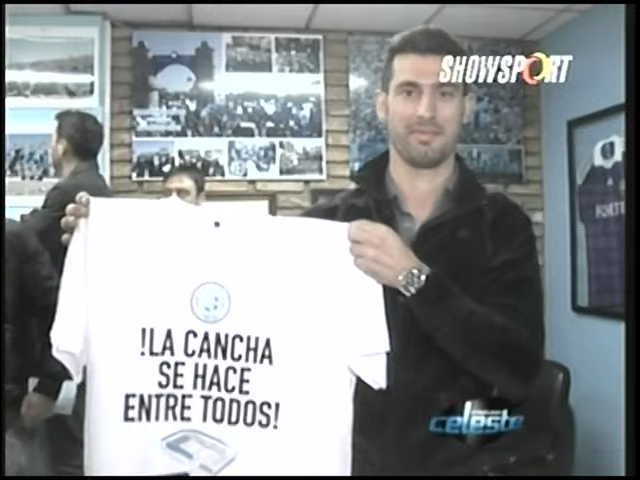 SHOWSPORT
!LA CANCHA
SE HACE
ENTRE TODOS!
celeste